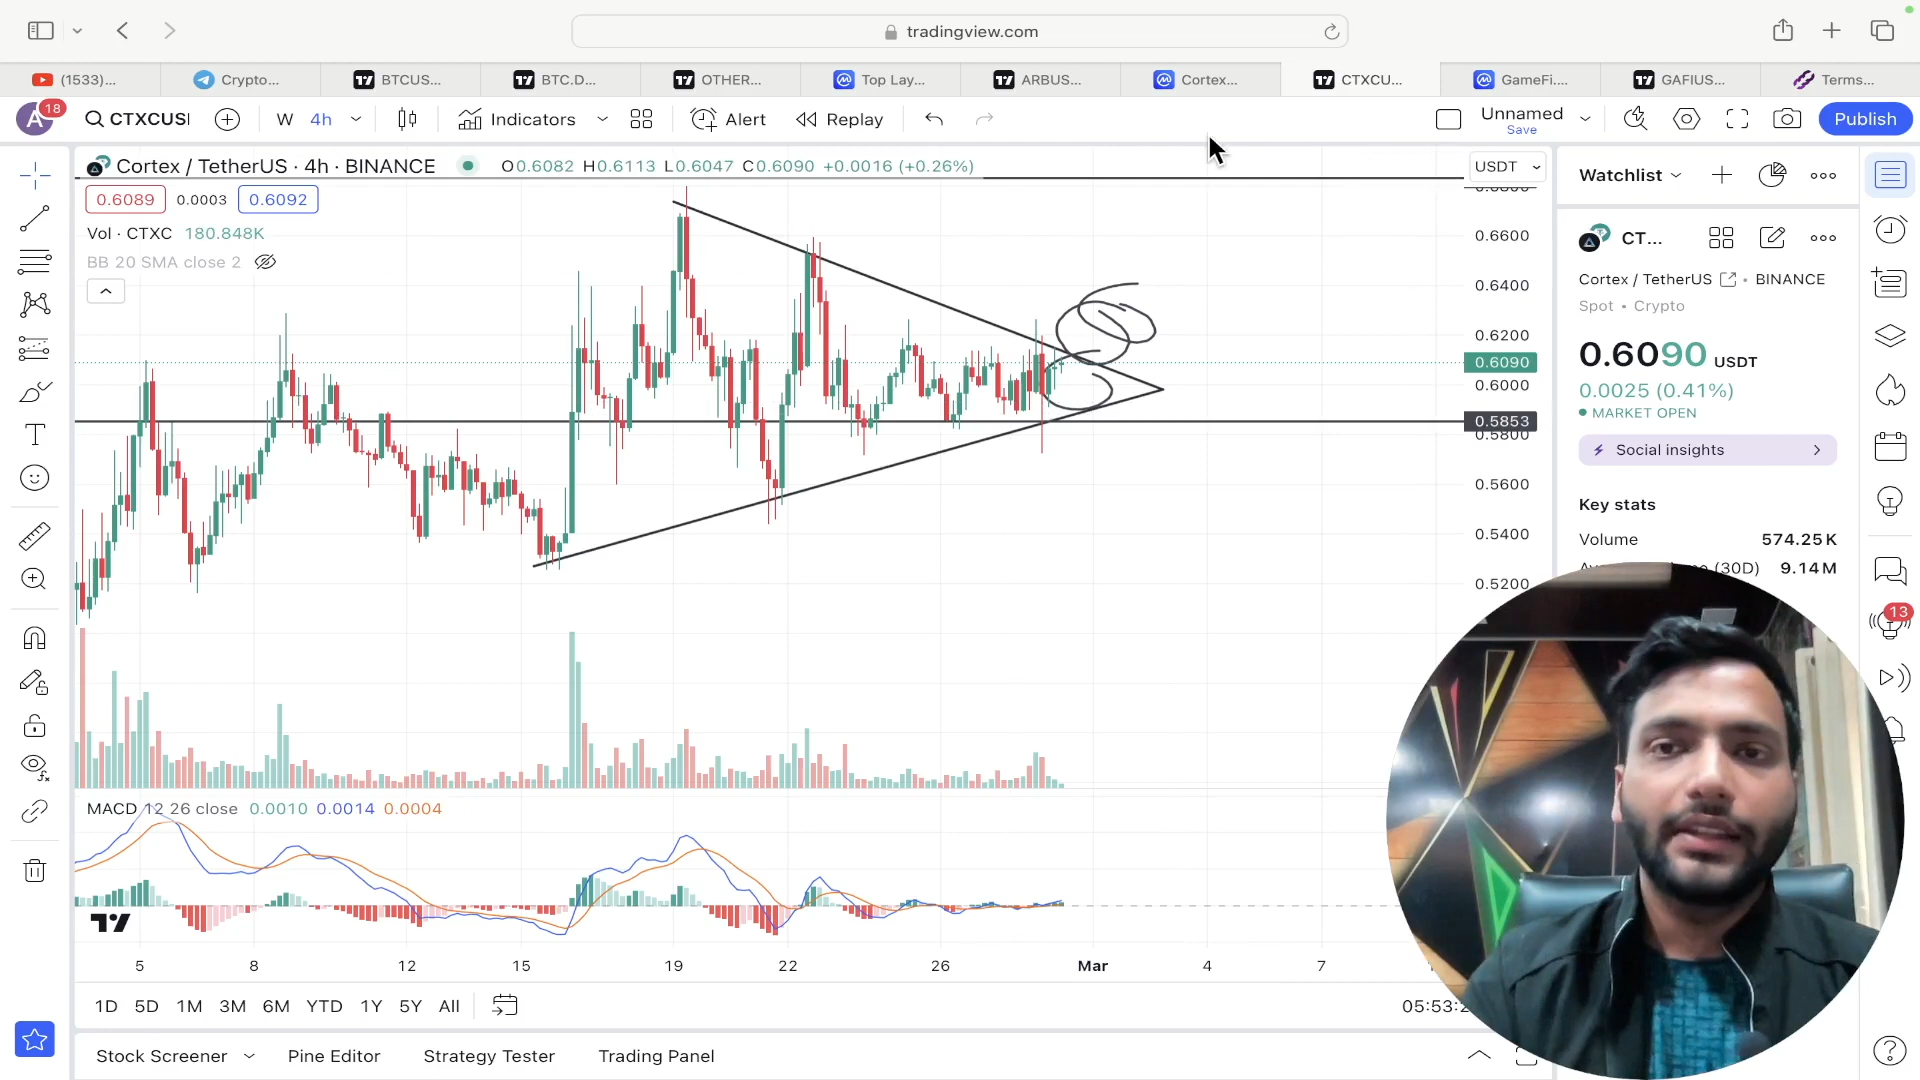 tradingview.com
(1533)...
Crypto...
BTCUS...
BTC.D...
OTHER...
Top Lay...
ARBUS...
Cortex...
CTXCU...
GameFi...
GAFIUS...
Terms...
A 18
CTXCUS
W 4h
Indicators
Alert
Replay
Unnamed
Save
Publish
Cortex / TetherUS · 4h · BINANCE
O0.6082 H0.6113 L0.6047 C0.6090 +0.0016 (+0.26%)
USDT
0.6089 0.0003 0.6092
Vol · CTXC 180.848K
BB 20 SMA close 2
0.6600
0.6400
0.6200
0.6090
0.6000
0.5853
0.5800
0.5600
0.5400
0.5200
MACD 12 26 close 0.0010 0.0014 0.0004
5 8 12 15 19 22 26 Mar 4 7
1D 5D 1M 3M 6M YTD 1Y 5Y All
Stock Screener Pine Editor Strategy Tester Trading Panel
Watchlist
CT...
Cortex / TetherUS • BINANCE
Spot • Crypto
0.6090 USDT
0.0025 (0.41%)
MARKET OPEN
Social insights
Key stats
Volume 574.25K
(30D) 9.14M
13